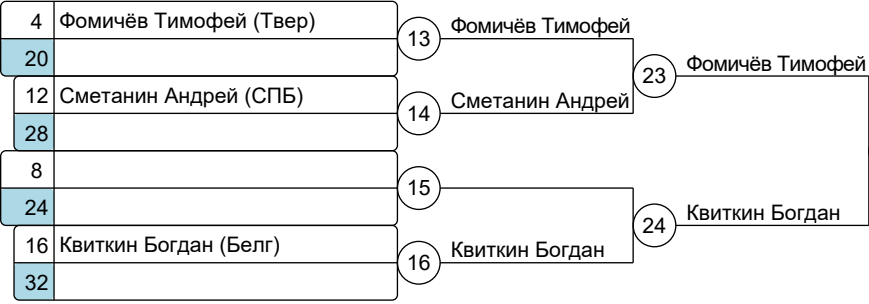 4 Фомичёв Тимофей (Твер)
20
12 Сметанин Андрей (СПБ)
28
8
24
16 Квиткин Богдан (Белг)
32
13 Фомичёв Тимофей
14 Сметанин Андрей
15
16 Квиткин Богдан
23 Фомичёв Тимофей
24 Квиткин Богдан